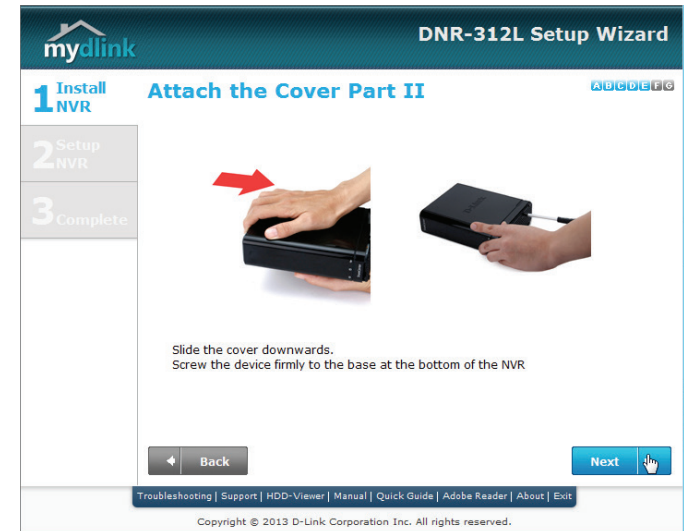 mydlink
DNR-312L Setup Wizard
1 Install NVR
Attach the Cover Part II
A B C D E F G
2 Setup NVR
3 Complete
D-Link
Slide the cover downwards.
Screw the device firmly to the base at the bottom of the NVR
Back
Next
Troubleshooting | Support | HDD-Viewer | Manual | Quick Guide | Adobe Reader | About | Exit
Copyright © 2013 D-Link Corporation Inc. All rights reserved.